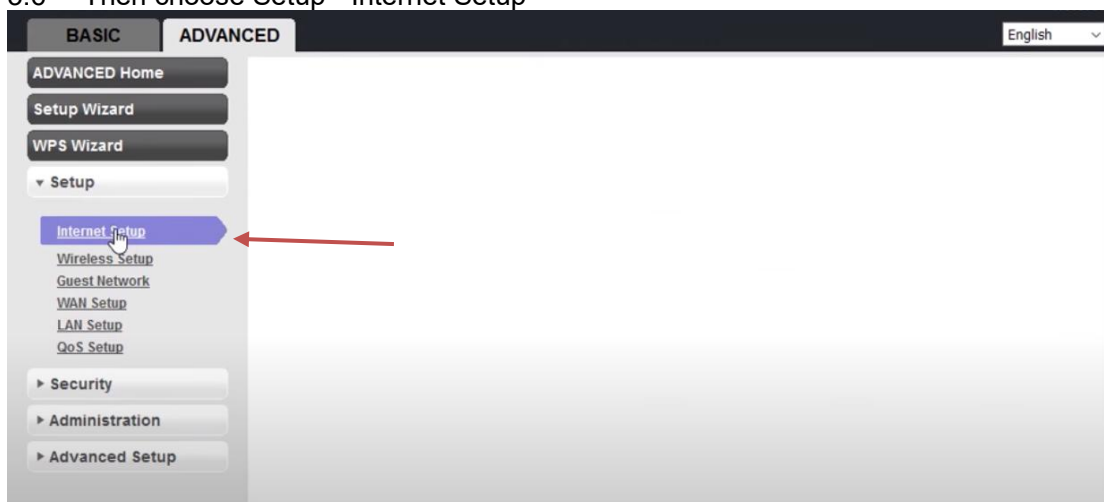 Then choose Setup - Internet Setup
BASIC ADVANCED English
ADVANCED Home
Setup Wizard
WPS Wizard
Setup
Internet Setup
Wireless Setup
Guest Network
WAN Setup
LAN Setup
QoS Setup
Security
Administration
Advanced Setup